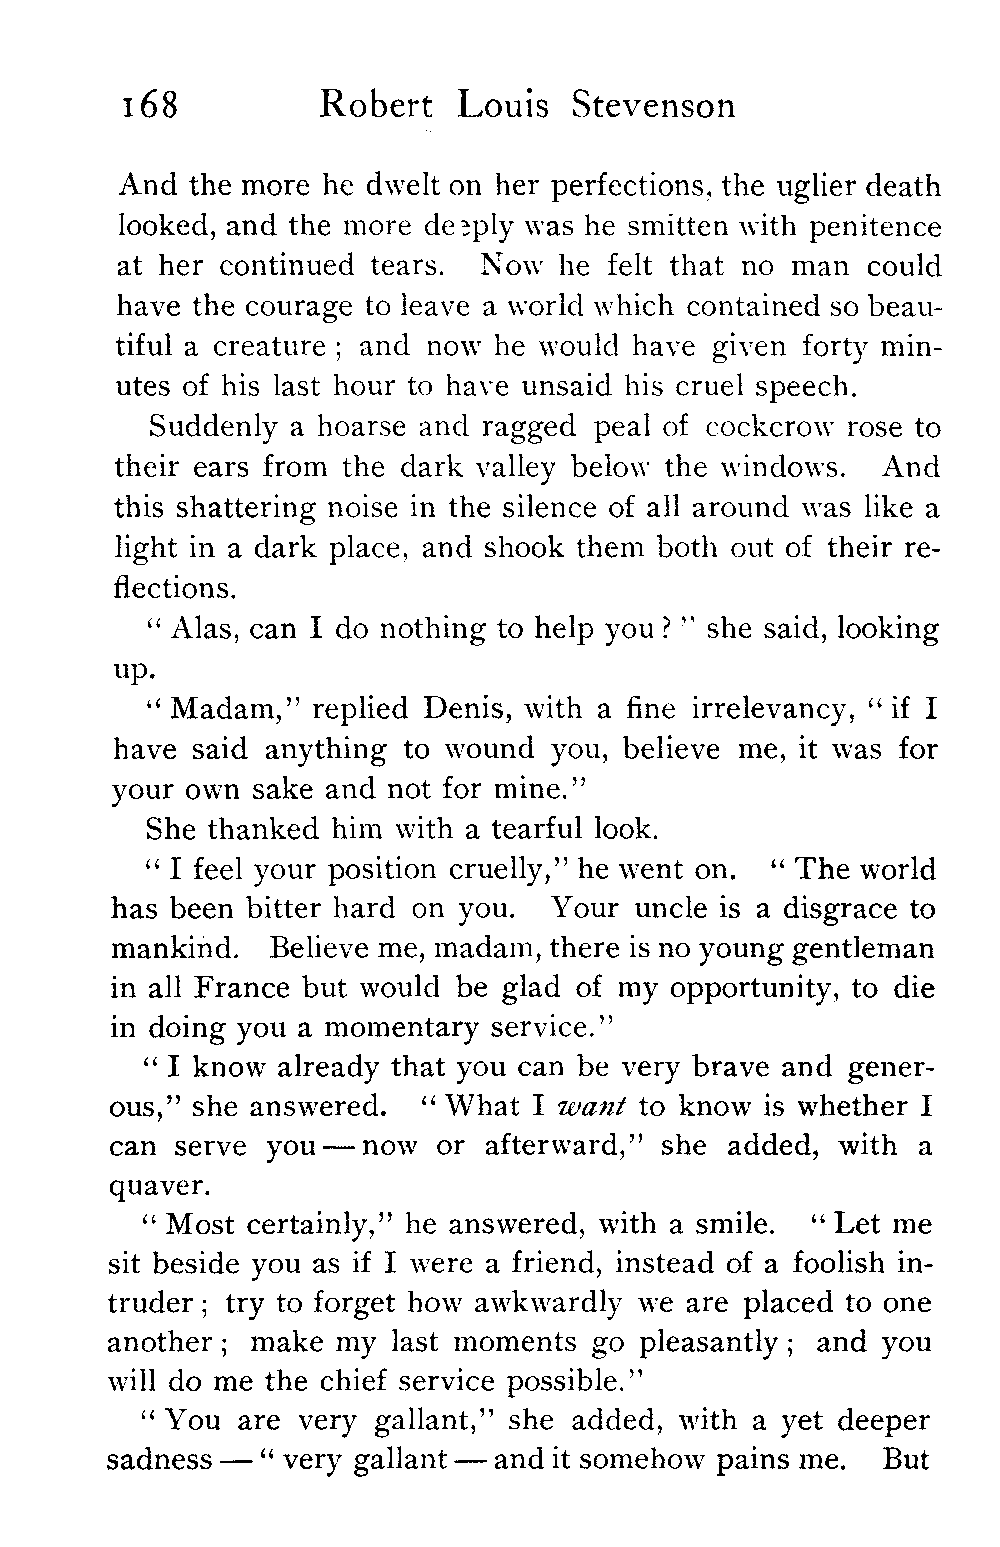 168 Robert Louis Stevenson
And the more he dwelt on her perfections, the uglier death
looked, and the more deeply was he smitten with penitence
at her continued tears. Now he felt that no man could
have the courage to leave a world which contained so beau-
tiful a creature ; and now he would have given forty min-
utes of his last hour to have unsaid his cruel speech.
Suddenly a hoarse and ragged peal of cockcrow rose to
their ears from the dark valley below the windows. And
this shattering noise in the silence of all around was like a
light in a dark place, and shook them both out of their re-
flections.
“ Alas, can I do nothing to help you ? ” she said, looking
up.
“ Madam,” replied Denis, with a fine irrelevancy, “ if I
have said anything to wound you, believe me, it was for
your own sake and not for mine.”
She thanked him with a tearful look.
“ I feel your position cruelly,” he went on. “ The world
has been bitter hard on you. Your uncle is a disgrace to
mankind. Believe me, madam, there is no young gentleman
in all France but would be glad of my opportunity, to die
in doing you a momentary service.”
“ I know already that you can be very brave and gener-
ous,” she answered. “ What I want to know is whether I
can serve you — now or afterward,” she added, with a
quaver.
“ Most certainly,” he answered, with a smile. “ Let me
sit beside you as if I were a friend, instead of a foolish in-
truder ; try to forget how awkwardly we are placed to one
another ; make my last moments go pleasantly ; and you
will do me the chief service possible.”
“ You are very gallant,” she added, with a yet deeper
sadness — “ very gallant — and it somehow pains me. But